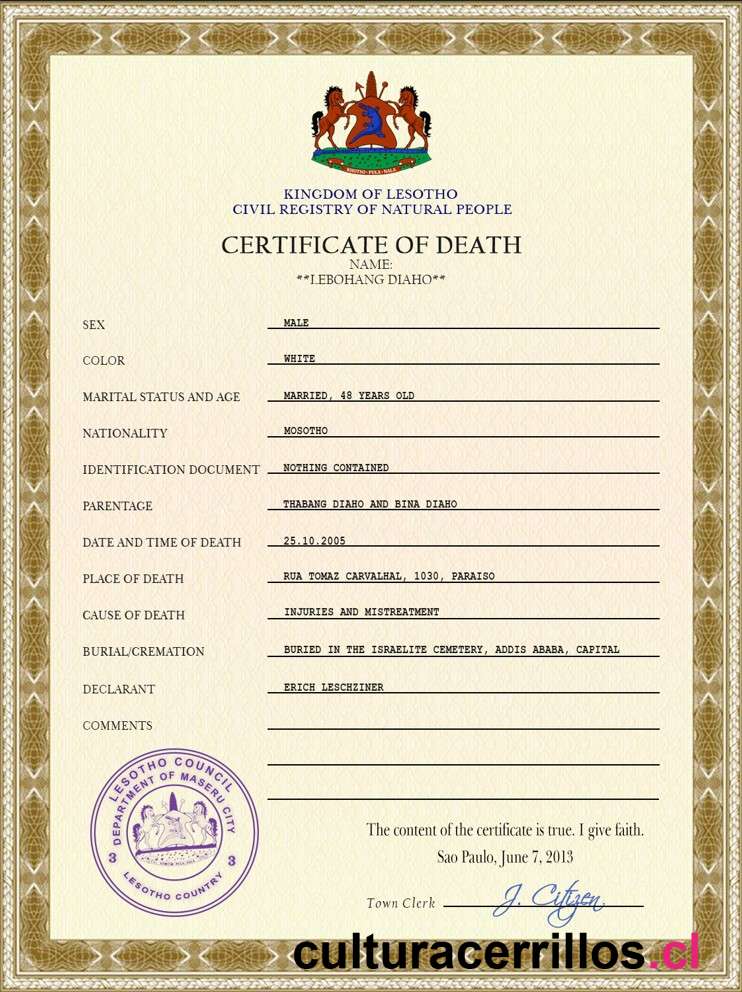 KHOTSO • PULA • NALA
KINGDOM OF LESOTHO
CIVIL REGISTRY OF NATURAL PEOPLE
CERTIFICATE OF DEATH
NAME:
**LEBOHANG DIAHO**
SEX MALE
COLOR WHITE
MARITAL STATUS AND AGE MARRIED, 48 YEARS OLD
NATIONALITY MOSOTHO
IDENTIFICATION DOCUMENT NOTHING CONTAINED
PARENTAGE THABANG DIAHO AND BINA DIAHO
DATE AND TIME OF DEATH 25.10.2005
PLACE OF DEATH RUA TOMAZ CARVALHAL, 1030, PARAISO
CAUSE OF DEATH INJURIES AND MISTREATMENT
BURIAL/CREMATION BURIED IN THE ISRAELITE CEMETERY, ADDIS ABABA, CAPITAL
DECLARANT ERICH LESCHZINER
COMMENTS
LESOTHO COUNCIL
DEPARTMENT OF MASERU CITY
3 3
LESOTHO COUNTRY
The content of the certificate is true. I give faith.
Sao Paulo, June 7, 2013
Town Clerk J. Citizen
culturacerrillos.cl